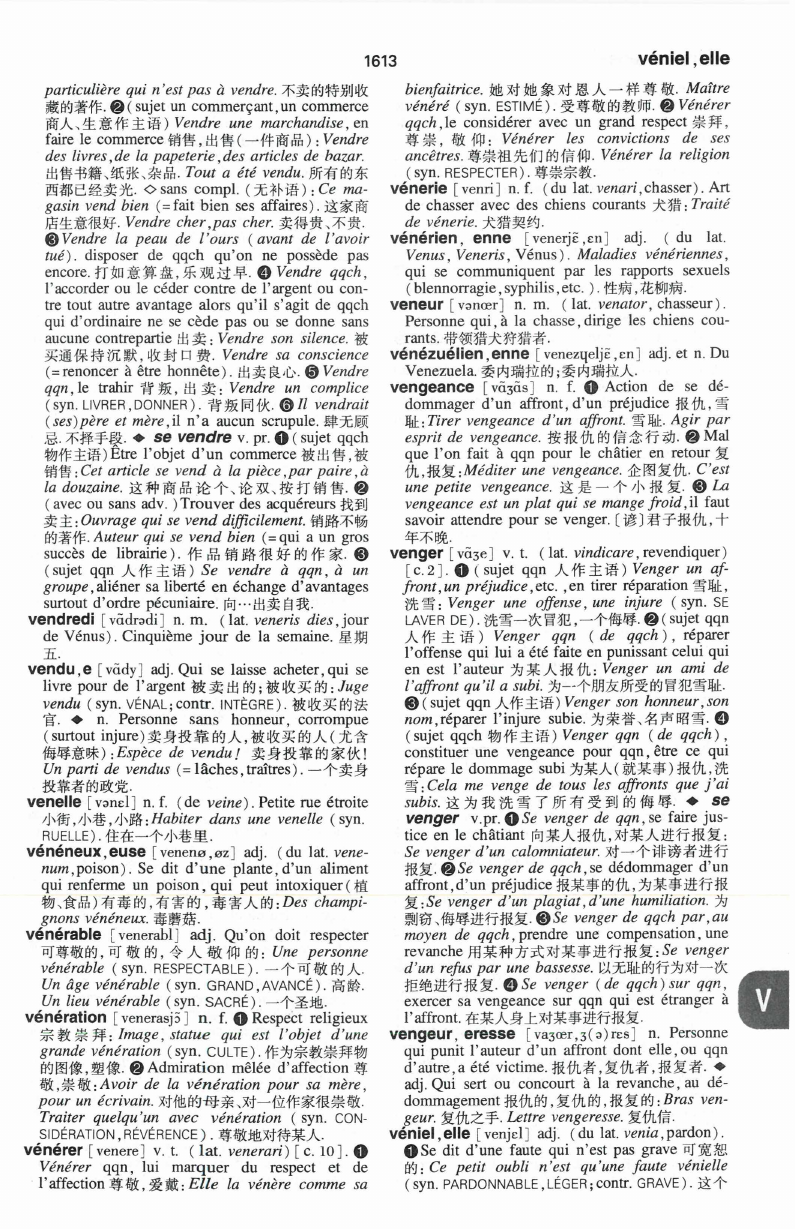 1613
véniel,elle
particulière qui n'est pas à vendre. 不卖的特别收
藏的著作. ❷ ( sujet un commerçant, un commerce
商人、生意作主语) Vendre une marchandise, en
faire le commerce 销售,出售(一件商品): Vendre
des livres, de la papeterie, des articles de bazar.
出售书籍、纸张、杂品. Tout a été vendu. 所有的东
西都已经卖光. ◇ sans compl. (无补语): Ce ma-
gasin vend bien (= fait bien ses affaires). 这家商
店生意很好. Vendre cher, pas cher. 卖得贵、不贵.
❸ Vendre la peau de l'ours ( avant de l'avoir
tué). disposer de qqch qu'on ne possède pas
encore. 打如意算盘,乐观过早. ❹ Vendre qqch,
l'accorder ou le céder contre de l'argent ou con-
tre tout autre avantage alors qu'il s'agit de qqch
qui d'ordinaire ne se cède pas ou se donne sans
aucune contrepartie 出卖: Vendre son silence. 被
买通保持沉默,收封口费. Vendre sa conscience
(= renoncer à être honnête). 出卖良心. ❺ Vendre
qqn, le trahir 背叛,出卖: Vendre un complice
(syn. LIVRER, DONNER). 背叛同伙. ❻ Il vendrait
(ses) père et mère, il n'a aucun scrupule. 肆无顾
忌.不择手段. ◆ se vendre v. pr. ❶ ( sujet qqch
物作主语) Être l'objet d'un commerce 被出售,被
销售: Cet article se vend à la pièce, par paire, à
la douzaine. 这种商品论个、论双、按打销售. ❷
( avec ou sans adv. ) Trouver des acquéreurs 找到
卖主: Ouvrage qui se vend difficilement. 销路不畅
的著作. Auteur qui se vend bien (= qui a un gros
succès de librairie). 作品销路很好的作家. ❸
(sujet qqn 人作主语) Se vendre à qqn, à un
groupe, aliéner sa liberté en échange d'avantages
surtout d'ordre pécuniaire. 向…出卖自我.
vendredi [vɑ̃drədi] n. m. ( lat. veneris dies, jour
de Vénus). Cinquième jour de la semaine. 星期
五.
vendu, e [vɑ̃dy] adj. Qui se laisse acheter, qui se
livre pour de l'argent 被卖出的;被收买的: Juge
vendu (syn. VÉNAL; contr. INTÈGRE). 被收买的法
官. ◆ n. Personne sans honneur, corrompue
(surtout injure) 卖身投靠的人,被收买的人(尤含
侮辱意味): Espèce de vendu! 卖身投靠的家伙!
Un parti de vendus (= lâches, traîtres). 一个卖身
投靠者的政党.
venelle [vənɛl] n. f. (de veine). Petite rue étroite
小街,小巷,小路: Habiter dans une venelle (syn.
RUELLE). 住在一个小巷里.
vénéneux, euse [venenø, øz] adj. (du lat. vene-
num, poison). Se dit d'une plante, d'un aliment
qui renferme un poison, qui peut intoxiquer (植
物、食品)有毒的,有害的,毒害人的: Des champi-
gnons vénéneux. 毒蘑菇.
vénérable [venerabl] adj. Qu'on doit respecter
可尊敬的,可敬的,令人敬仰的: Une personne
vénérable (syn. RESPECTABLE). 一个可敬的人.
Un âge vénérable (syn. GRAND, AVANCÉ). 高龄.
Un lieu vénérable (syn. SACRÉ). 一个圣地.
vénération [venerasjɔ̃] n. f. ❶ Respect religieux
宗教崇拜: Image, statue qui est l'objet d'une
grande vénération (syn. CULTE). 作为宗教崇拜物
的图像,塑像. ❷ Admiration mêlée d'affection 尊
敬,崇敬: Avoir de la vénération pour sa mère,
pour un écrivain. 对他的母亲、对一位作家很崇敬.
Traiter quelqu'un avec vénération ( syn. CON-
SIDÉRATION, RÉVÉRENCE). 尊敬地对待某人.
vénérer [venere] v. t. ( lat. venerari) [c. 10]. ❶
Vénérer qqn, lui marquer du respect et de
l'affection 尊敬,爱戴: Elle la vénère comme sa
bienfaitrice. 她对她象对恩人一样尊敬. Maître
vénéré (syn. ESTIMÉ). 受尊敬的教师. ❷ Vénérer
qqch, le considérer avec un grand respect 崇拜,
尊崇,敬仰: Vénérer les convictions de ses
ancêtres. 尊崇祖先们的信仰. Vénérer la religion
(syn. RESPECTER). 尊崇宗教.
vénerie [venri] n. f. (du lat. venari, chasser). Art
de chasser avec des chiens courants 犬猎: Traité
de vénerie. 犬猎契约.
vénérien, enne [venerjɛ̃, ɛn] adj. ( du lat.
Venus, Veneris, Vénus). Maladies vénériennes,
qui se communiquent par les rapports sexuels
( blennorragie, syphilis, etc. ). 性病,花柳病.
veneur [vənœr] n. m. ( lat. venator, chasseur).
Personne qui, à la chasse, dirige les chiens cou-
rants. 带领猎犬狩猎者.
vénézuélien, enne [venezɥeljɛ̃, ɛn] adj. et n. Du
Venezuela. 委内瑞拉的;委内瑞拉人.
vengeance [vɑ̃ʒɑ̃s] n. f. ❶ Action de se dé-
dommager d'un affront, d'un préjudice 报仇,雪
耻: Tirer vengeance d'un affront. 雪耻. Agir par
esprit de vengeance. 按报仇的信念行动. ❷ Mal
que l'on fait à qqn pour le châtier en retour 复
仇,报复: Méditer une vengeance. 企图复仇. C'est
une petite vengeance. 这是一个小报复. ❸ La
vengeance est un plat qui se mange froid, il faut
savoir attendre pour se venger. [谚]君子报仇,十
年不晚.
venger [vɑ̃ʒe] v. t. ( lat. vindicare, revendiquer)
[c. 2]. ❶ (sujet qqn 人作主语) Venger un af-
front, un préjudice, etc. , en tirer réparation 雪耻,
洗雪: Venger une offense, une injure (syn. SE
LAVER DE). 洗雪一次冒犯,一个侮辱. ❷ (sujet qqn
人作主语) Venger qqn ( de qqch), réparer
l'offense qui lui a été faite en punissant celui qui
en est l'auteur 为某人报仇: Venger un ami de
l'affront qu'il a subi. 为一个朋友所受的冒犯雪耻.
❸ (sujet qqn 人作主语) Venger son honneur, son
nom, réparer l'injure subie. 为荣誉、名声昭雪. ❹
(sujet qqch 物作主语) Venger qqn (de qqch),
constituer une vengeance pour qqn, être ce qui
répare le dommage subi 为某人(就某事)报仇,洗
雪: Cela me venge de tous les affronts que j'ai
subis. 这为我洗雪了所有受到的侮辱. ◆ se
venger v. pr. ❶ Se venger de qqn, se faire jus-
tice en le châtiant 向某人报仇,对某人进行报复:
Se venger d'un calomniateur. 对一个诽谤者进行
报复. ❷ Se venger de qqch, se dédommager d'un
affront, d'un préjudice 报某事的仇,为某事进行报
复: Se venger d'un plagiat, d'une humiliation. 为
剽窃、侮辱进行报复. ❸ Se venger de qqch par, au
moyen de qqch, prendre une compensation, une
revanche 用某种方式对某事进行报复: Se venger
d'un refus par une bassesse. 以无耻的行为对一次
拒绝进行报复. ❹ Se venger (de qqch) sur qqn,
exercer sa vengeance sur qqn qui est étranger à
l'affront. 在某人身上对某事进行报复.
vengeur, eresse [vaʒœr, ʒ(ə)rɛs] n. Personne
qui punit l'auteur d'un affront dont elle, ou qqn
d'autre, a été victime. 报仇者,复仇者,报复者. ◆
adj. Qui sert ou concourt à la revanche, au dé-
dommagement 报仇的,复仇的,报复的: Bras ven-
geur. 复仇之手. Lettre vengeresse. 复仇信.
véniel, elle [venjɛl] adj. (du lat. venia, pardon).
❶ Se dit d'une faute qui n'est pas grave 可宽恕
的: Ce petit oubli n'est qu'une faute vénielle
(syn. PARDONNABLE, LÉGER; contr. GRAVE). 这个
V